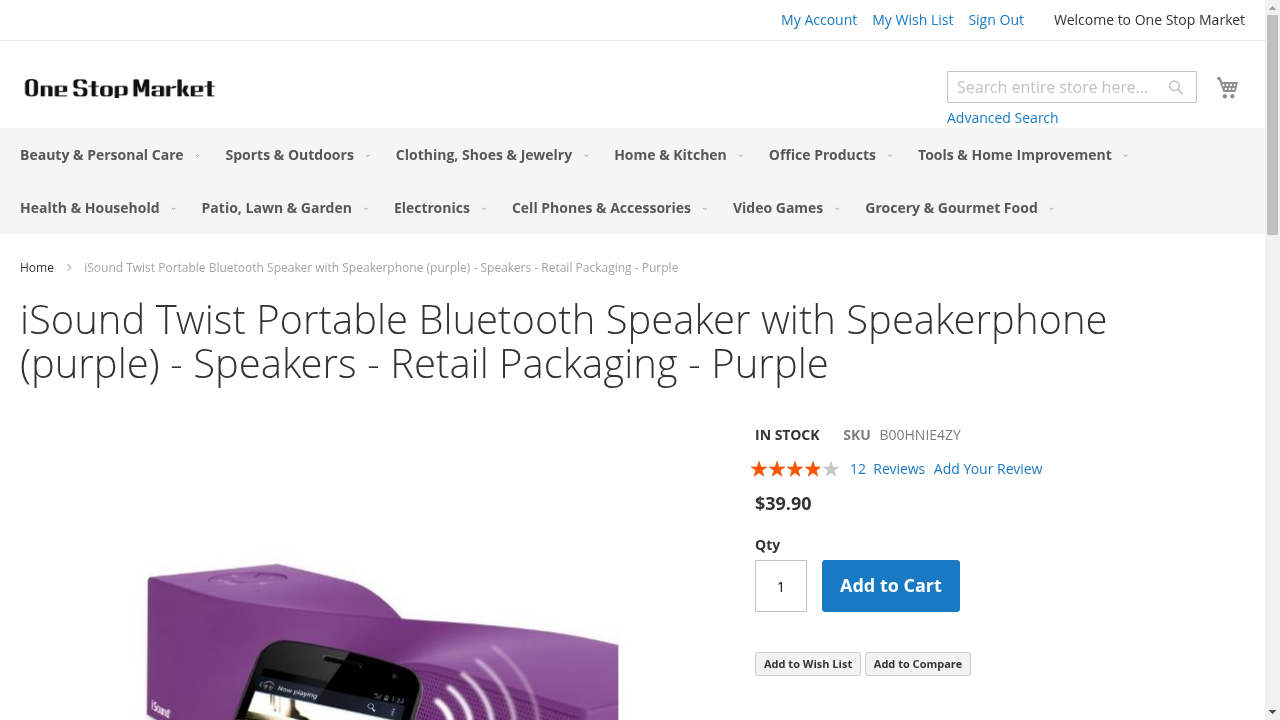 My Account My Wish List Sign Out Welcome to One Stop Market
One Stop Market
Search entire store here...
Advanced Search
Beauty & Personal Care Sports & Outdoors Clothing, Shoes & Jewelry Home & Kitchen Office Products Tools & Home Improvement
Health & Household Patio, Lawn & Garden Electronics Cell Phones & Accessories Video Games Grocery & Gourmet Food
Home iSound Twist Portable Bluetooth Speaker with Speakerphone (purple) - Speakers - Retail Packaging - Purple
iSound Twist Portable Bluetooth Speaker with Speakerphone
(purple) - Speakers - Retail Packaging - Purple
IN STOCK SKU B00HNIE4ZY
12 Reviews Add Your Review
$39.90
Qty
1 Add to Cart
Add to Wish List Add to Compare
Now playing
1:23
iSound